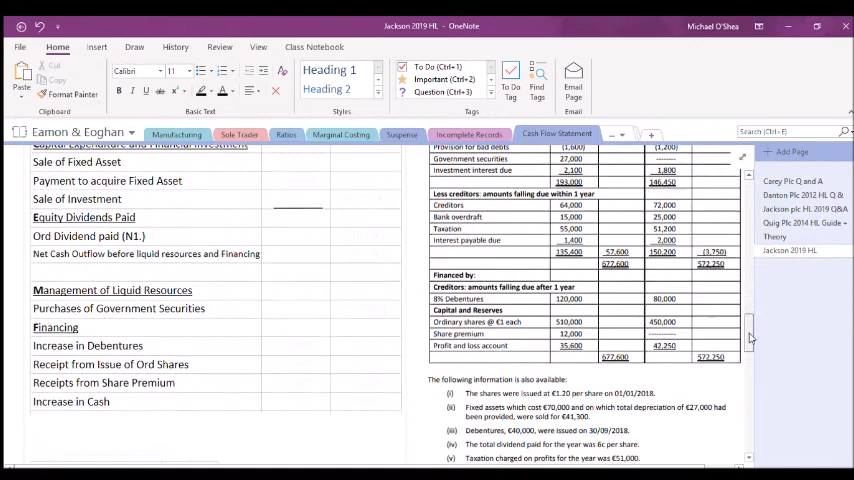 Jackson 2019 HL - OneNote
Michael O'Shea
File Home Insert Draw History Review View Class Notebook
Paste
Cut
Copy
Format Painter
Clipboard
Calibri 11
B I U
Basic Text
Heading 1
Heading 2
Styles
To Do (Ctrl+1)
Important (Ctrl+2)
Question (Ctrl+3)
To Do Tag
Find Tags
Tags
Email Page
Email
Eamon & Eoghan
Manufacturing Sole Trader Ratios Marginal Costing Suspense Incomplete Records Cash Flow Statement
Search (Ctrl+E)
Add Page
Carey Plc Q and A
Danton Plc 2012 HL Q &
Jackson plc HL 2019 Q&A
Quig Plc 2014 HL Guide +
Theory
Jackson 2019 HL
Capital Expenditure and Financial Investment
Sale of Fixed Asset
Payment to acquire Fixed Asset
Sale of Investment
Equity Dividends Paid
Ord Dividend paid (N1.)
Net Cash Outflow before liquid resources and Financing
Management of Liquid Resources
Purchases of Government Securities
Financing
Increase in Debentures
Receipt from Issue of Ord Shares
Receipts from Share Premium
Increase in Cash
Provision for bad debts (1,600) (1,200)
Government securities 27,000 --------
Investment interest due 2,100 1,800
193,000 146,450
Less creditors: amounts falling due within 1 year
Creditors 64,000 72,000
Bank overdraft 15,000 25,000
Taxation 55,000 51,200
Interest payable due 1,400 2,000
135,400 57,600 150,200 (3,750)
677,600 572,250
Financed by:
Creditors: amounts falling due after 1 year
8% Debentures 120,000 80,000
Capital and Reserves
Ordinary shares @ €1 each 510,000 450,000
Share premium 12,000 ----------
Profit and loss account 35,600 42,250
677,600 572,250
The following information is also available:
(i) The shares were issued at €1.20 per share on 01/01/2018.
(ii) Fixed assets which cost €70,000 and on which total depreciation of €27,000 had
been provided, were sold for €41,300.
(iii) Debentures, €40,000, were issued on 30/09/2018.
(iv) The total dividend paid for the year was 6c per share.
(v) Taxation charged on profits for the year was €51,000.